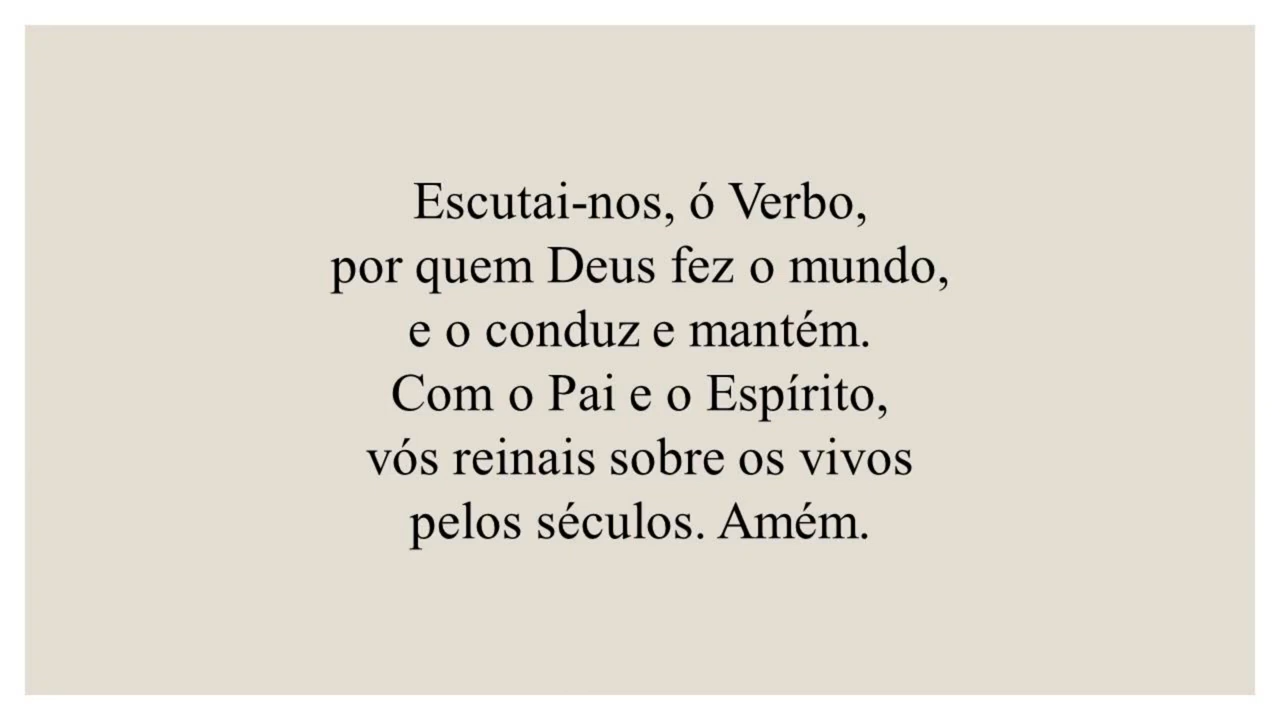 Escutai-nos, ó Verbo,
por quem Deus fez o mundo,
e o conduz e mantém.
Com o Pai e o Espírito,
vós reinais sobre os vivos
pelos séculos. Amém.